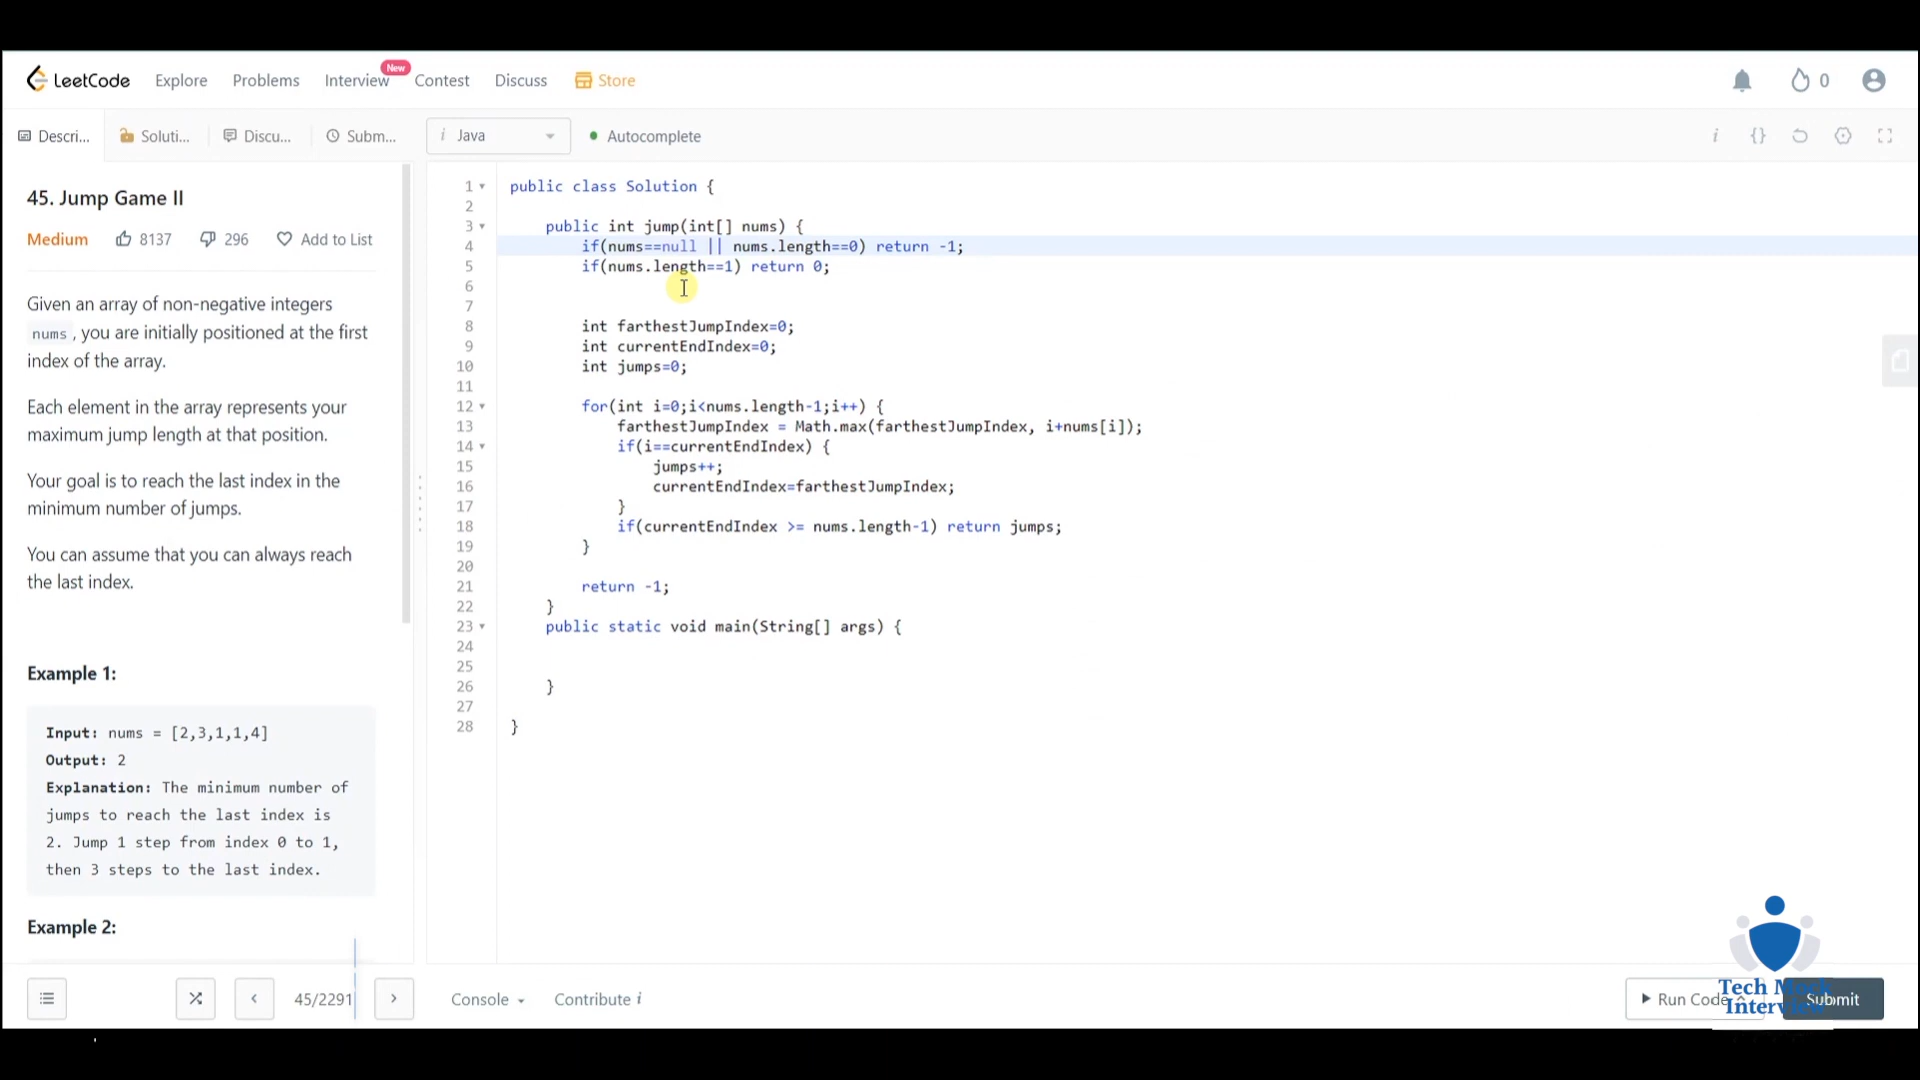 LeetCode Explore Problems Interview New Contest Discuss Store 0
Descri... Soluti... Discu... Subm... i Java Autocomplete i {}
45. Jump Game II
Medium 8137 296 Add to List
Given an array of non-negative integers
nums , you are initially positioned at the first
index of the array.
Each element in the array represents your
maximum jump length at that position.
Your goal is to reach the last index in the
minimum number of jumps.
You can assume that you can always reach
the last index.
Example 1:
Input: nums = [2,3,1,1,4]
Output: 2
Explanation: The minimum number of
jumps to reach the last index is
2. Jump 1 step from index 0 to 1,
then 3 steps to the last index.
Example 2:
1 public class Solution {
2
3 public int jump(int[] nums) {
4 if(nums==null || nums.length==0) return -1;
5 if(nums.length==1) return 0;
6
7
8 int farthestJumpIndex=0;
9 int currentEndIndex=0;
10 int jumps=0;
11
12 for(int i=0;i<nums.length-1;i++) {
13 farthestJumpIndex = Math.max(farthestJumpIndex, i+nums[i]);
14 if(i==currentEndIndex) {
15 jumps++;
16 currentEndIndex=farthestJumpIndex;
17 }
18 if(currentEndIndex >= nums.length-1) return jumps;
19 }
20
21 return -1;
22 }
23 public static void main(String[] args) {
24
25
26 }
27
28 }
45/2291 Console Contribute i Run Code Submit
Tech Mock
Interview